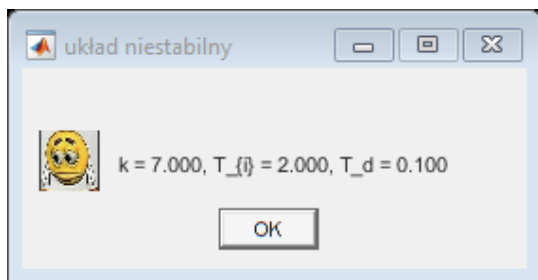 układ niestabilny
k = 7.000, T_{i} = 2.000, T_d = 0.100
OK